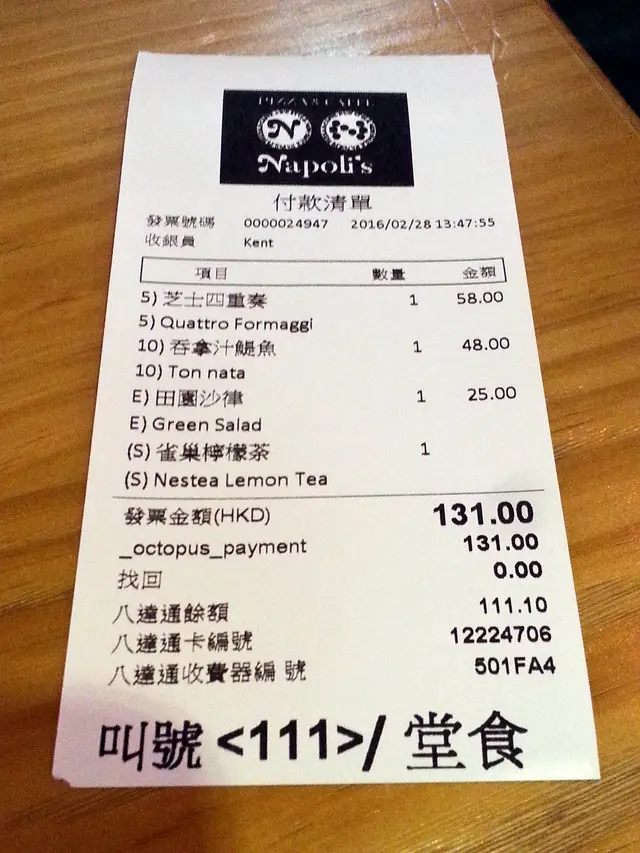 PIZZA & CAFFE
Napoli's
付款清單
發票號碼 0000024947 2016/02/28 13:47:55
收銀員 Kent
項目 數量 金額
5) 芝士四重奏 1 58.00
5) Quattro Formaggi
10) 吞拿汁鯷魚 1 48.00
10) Ton nata
E) 田園沙律 1 25.00
E) Green Salad
(S) 雀巢檸檬茶 1
(S) Nestea Lemon Tea
發票金額(HKD) 131.00
_octopus_payment 131.00
找回 0.00
八達通餘額 111.10
八達通卡編號 12224706
八達通收費器編 號 501FA4
叫號 <111>/ 堂食